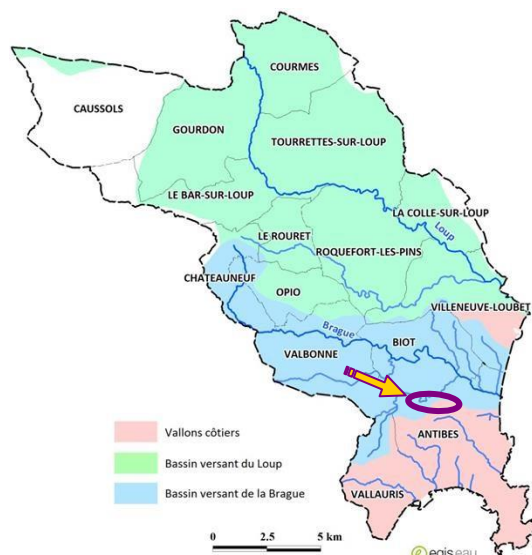 COURMES
CAUSSOLS
GOURDON
TOURRETTES-SUR-LOUP
LE BAR-SUR-LOUP
LA COLLE-SUR-LOUP
Loup
LE ROURET
ROQUEFORT-LES-PINS
CHATEAUNEUF
OPIO
VILLENEUVE-LOUBET
Brague
BIOT
VALBONNE
Vallons côtiers
ANTIBES
Bassin versant du Loup
Bassin versant de la Brague
VALLAURIS
0 2.5 5 km
egis eau